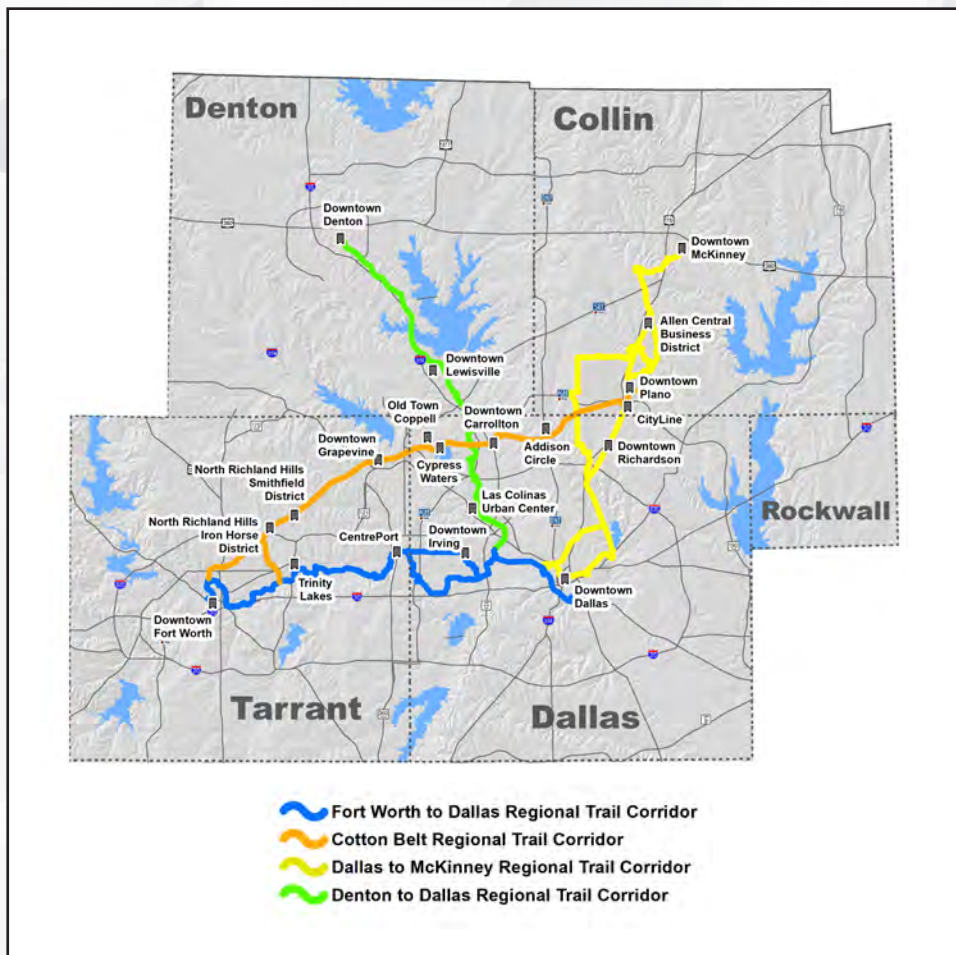 Denton
Collin
Downtown
Denton
Downtown
McKinney
Allen Central
Business
District
Downtown
Lewisville
Downtown
Plano
Old Town
Coppell
Downtown
Carrollton
CityLine
Downtown
Grapevine
Cypress
Waters
Addison
Circle
Downtown
Richardson
North Richland Hills
Smithfield
District
Las Colinas
Urban Center
Rockwall
North Richland Hills
Iron Horse
District
CentrePort
Downtown
Irving
Trinity
Lakes
Downtown
Dallas
Downtown
Fort Worth
Tarrant
Dallas
Fort Worth to Dallas Regional Trail Corridor
Cotton Belt Regional Trail Corridor
Dallas to McKinney Regional Trail Corridor
Denton to Dallas Regional Trail Corridor